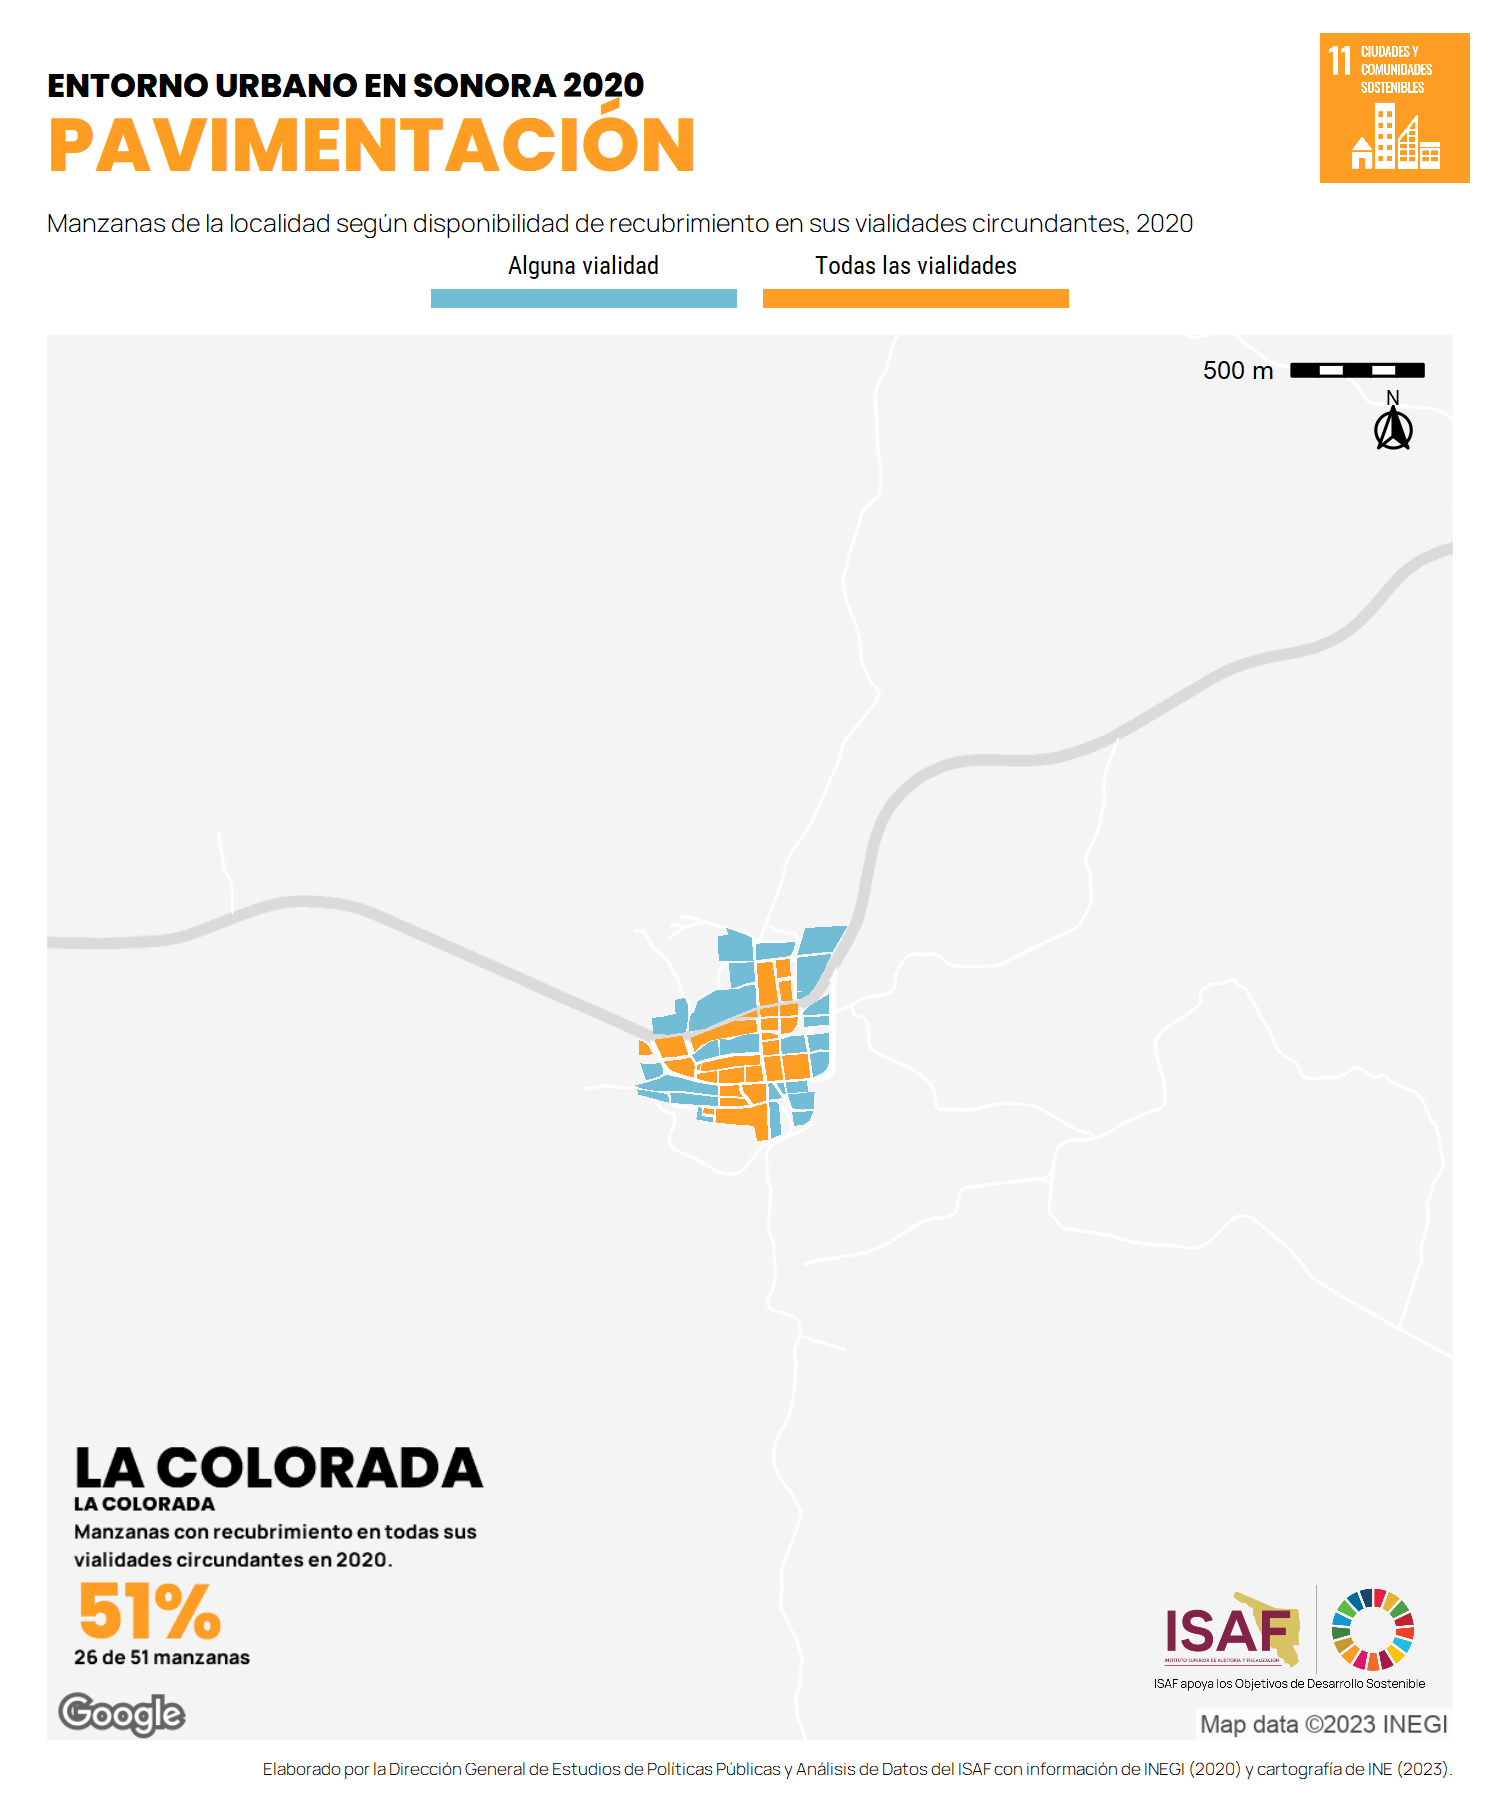 ENTORNO URBANO EN SONORA 2020
PAVIMENTACIÓN
11 CIUDADES Y
COMUNIDADES
SOSTENIBLES
Manzanas de la localidad según disponibilidad de recubrimiento en sus vialidades circundantes, 2020
Alguna vialidad
Todas las vialidades
500 m
N
LA COLORADA
LA COLORADA
Manzanas con recubrimiento en todas sus
vialidades circundantes en 2020.
51%
26 de 51 manzanas
Google
ISAF
INSTITUTO SUPERIOR DE AUDITORÍA Y FISCALIZACIÓN
ISAF apoya los Objetivos de Desarrollo Sostenible
Map data ©2023 INEGI
Elaborado por la Dirección General de Estudios de Políticas Públicas y Análisis de Datos del ISAF con información de INEGI (2020) y cartografía de INE (2023).